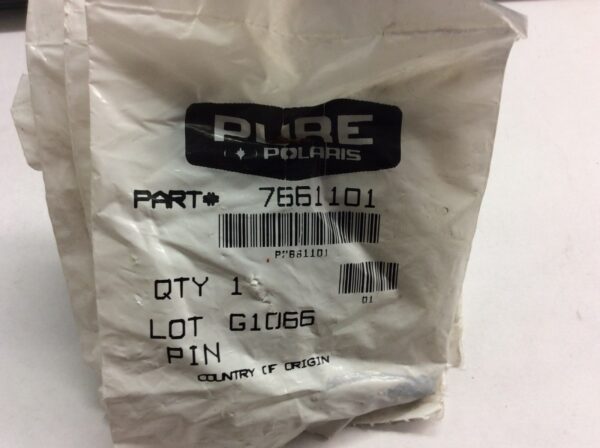 PURE
POLARIS
PART# 7661101
P7661101
QTY 1
01
LOT G1066
PIN
COUNTRY OF ORIGIN